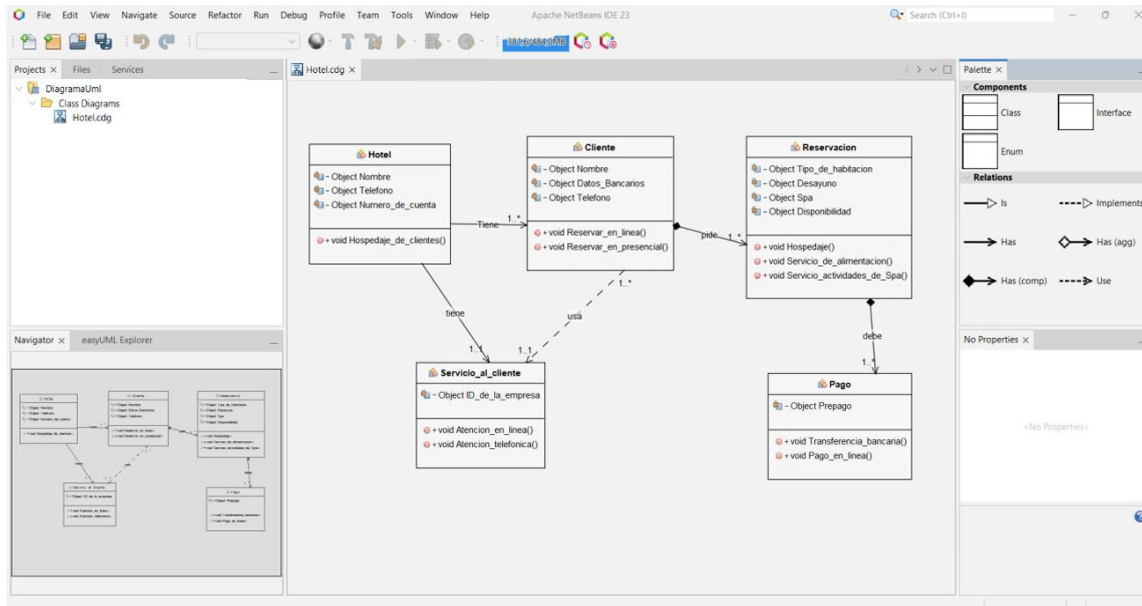 File Edit View Navigate Source Refactor Run Debug Profile Team Tools Window Help Apache NetBeans IDE 23 Search (Ctrl+I)
381,6/484,0MB
Projects Files Services
DiagramaUml
Class Diagrams
Hotel.cdg
Hotel.cdg
Hotel
- Object Nombre
- Object Telefono
- Object Numero_de_cuenta
+ void Hospedaje_de_clientes()
Tiene
1..*
Cliente
- Object Nombre
- Object Datos_Bancarios
- Object Telefono
+ void Reservar_en_linea()
+ void Reservar_en_presencial()
pide
1..*
Reservacion
- Object Tipo_de_habitacion
- Object Desayuno
- Object Spa
- Object Disponibilidad
+ void Hospedaje()
+ void Servicio_de_alimentacion()
+ void Servicio_actividades_de_Spa()
tiene
1..1
1..*
usa
1..1
debe
1..*
Servicio_al_cliente
- Object ID_de_la_empresa
+ void Atencion_en_linea()
+ void Atencion_telefonica()
Pago
- Object Prepago
+ void Transferencia_bancaria()
+ void Pago_en_linea()
Palette
Components
Class Interface
Enum
Relations
Is Implements
Has Has (agg)
Has (comp) Use
Navigator easyUML Explorer
No Properties
<No Properties>